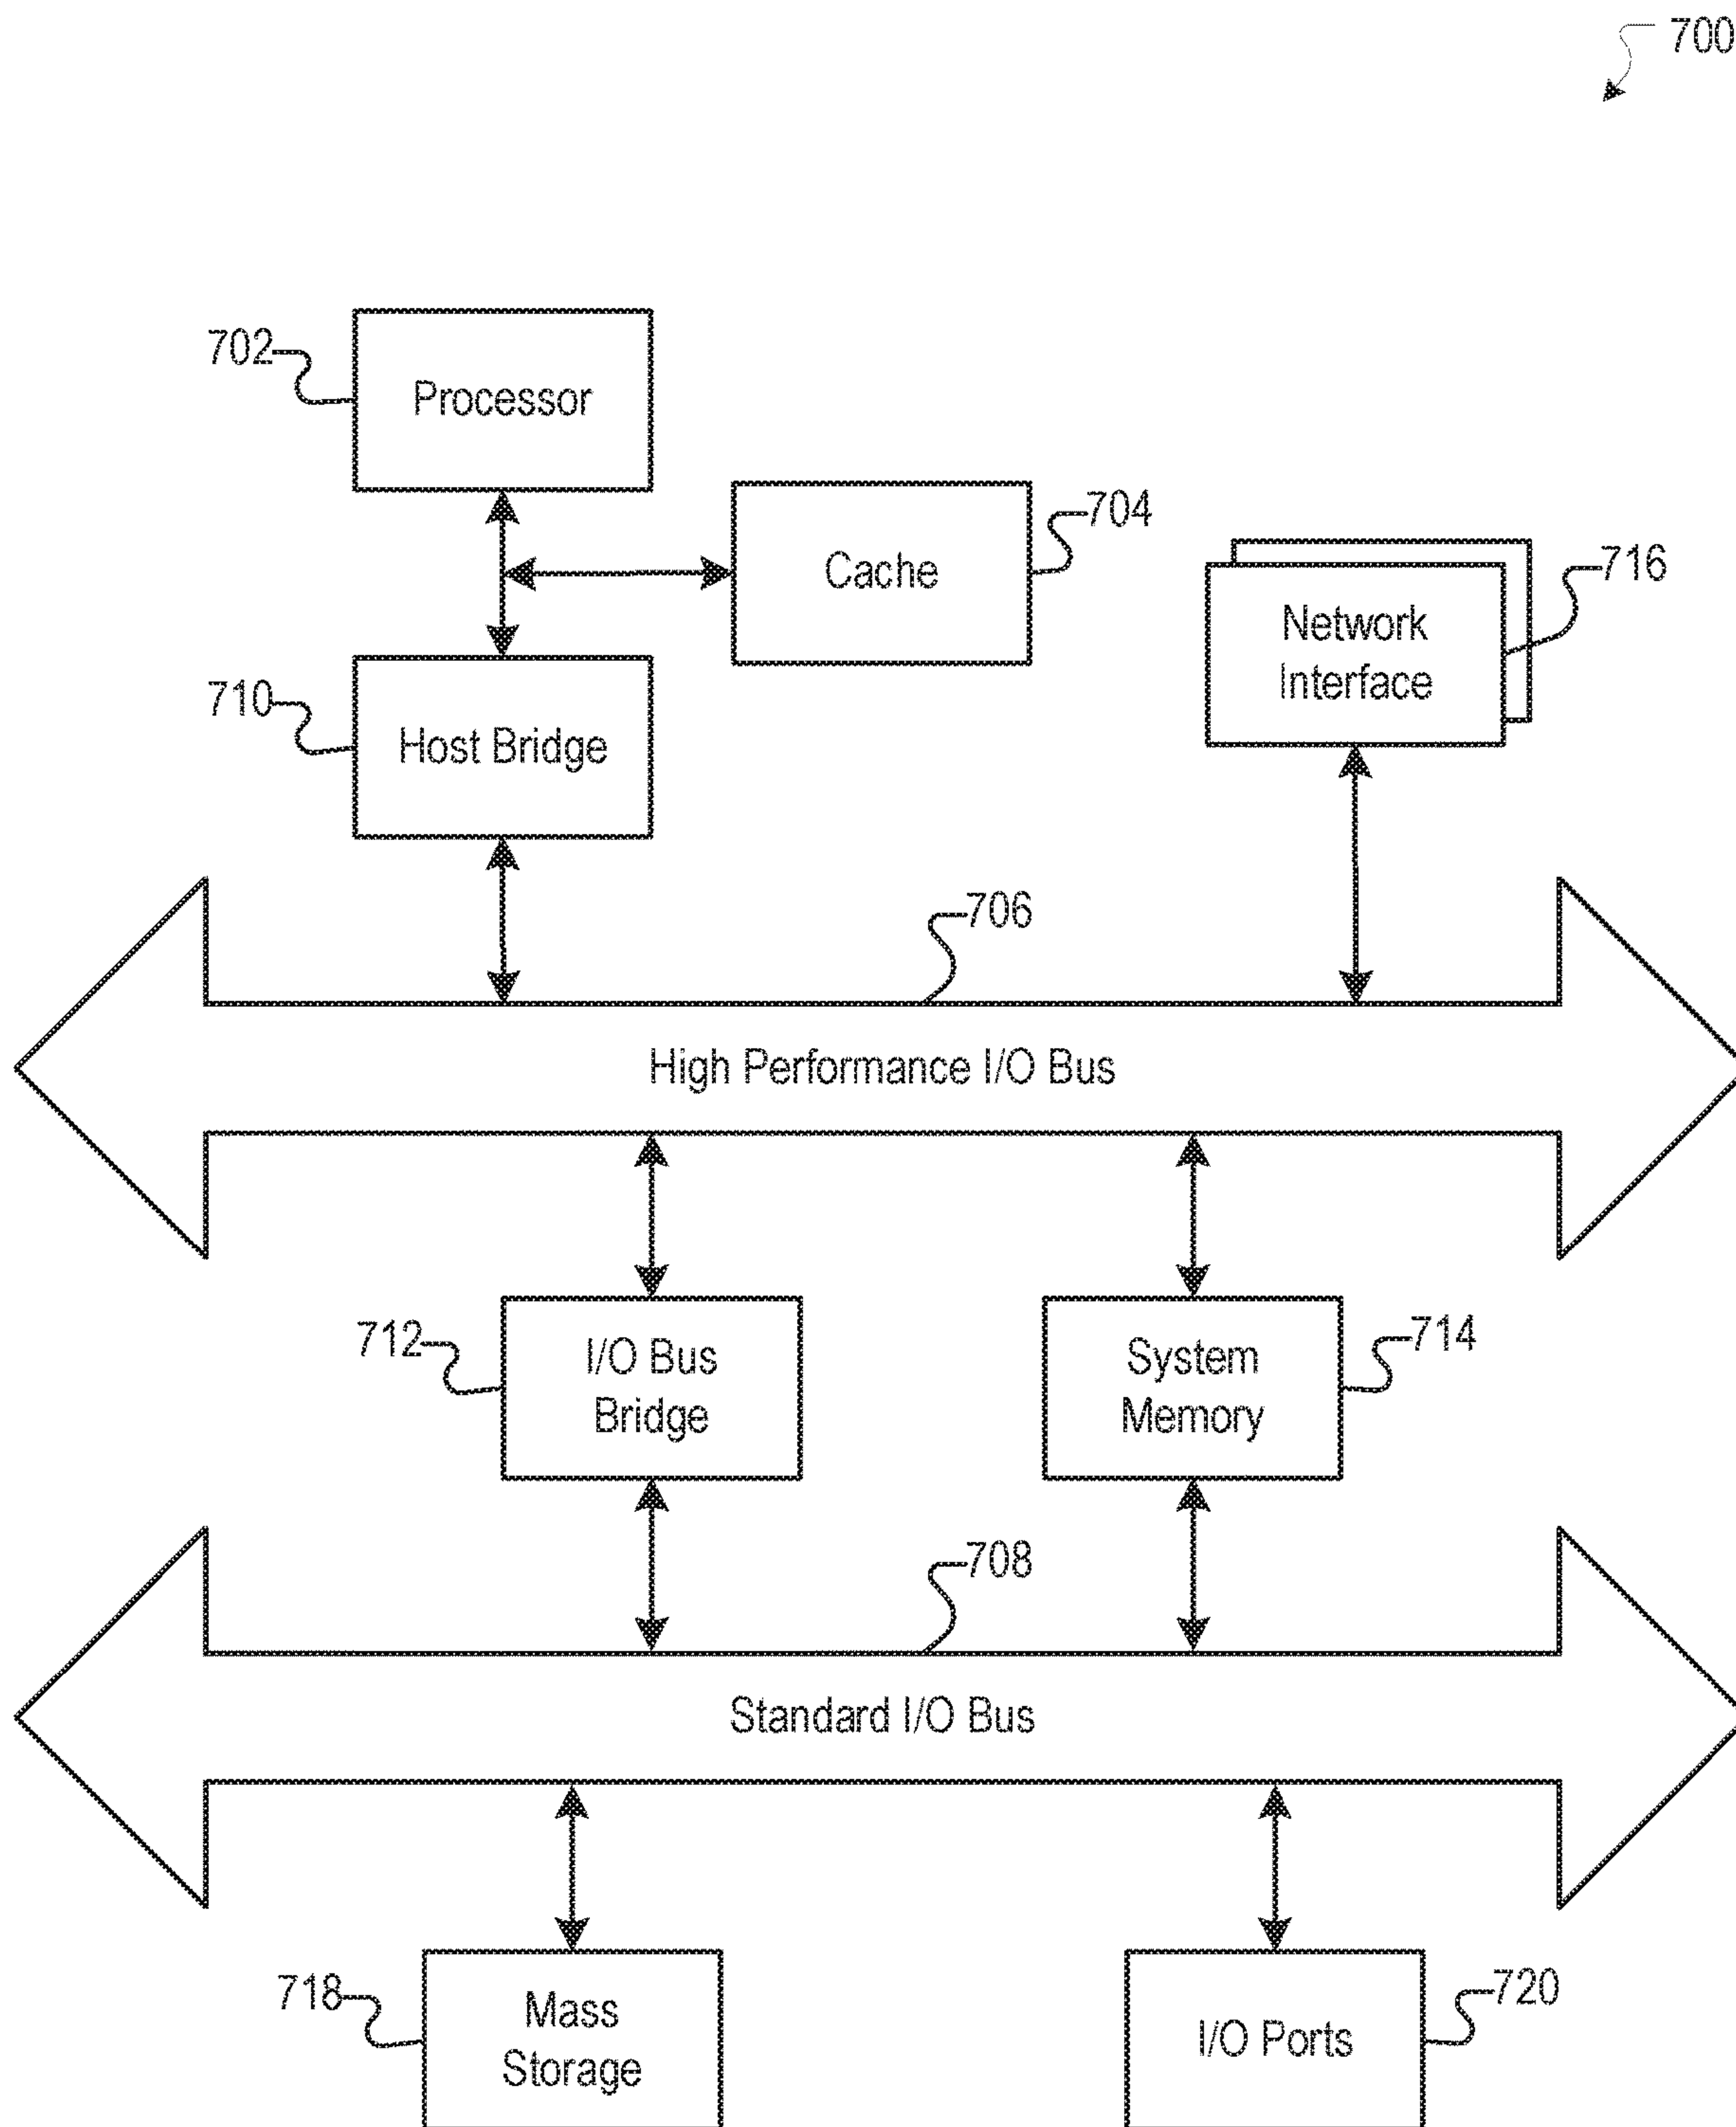 700
702
Processor
704
Cache
716
Network
Interface
710
Host Bridge
706
High Performance I/O Bus
712
I/O Bus
Bridge
714
System
Memory
708
Standard I/O Bus
718
Mass
Storage
720
I/O Ports